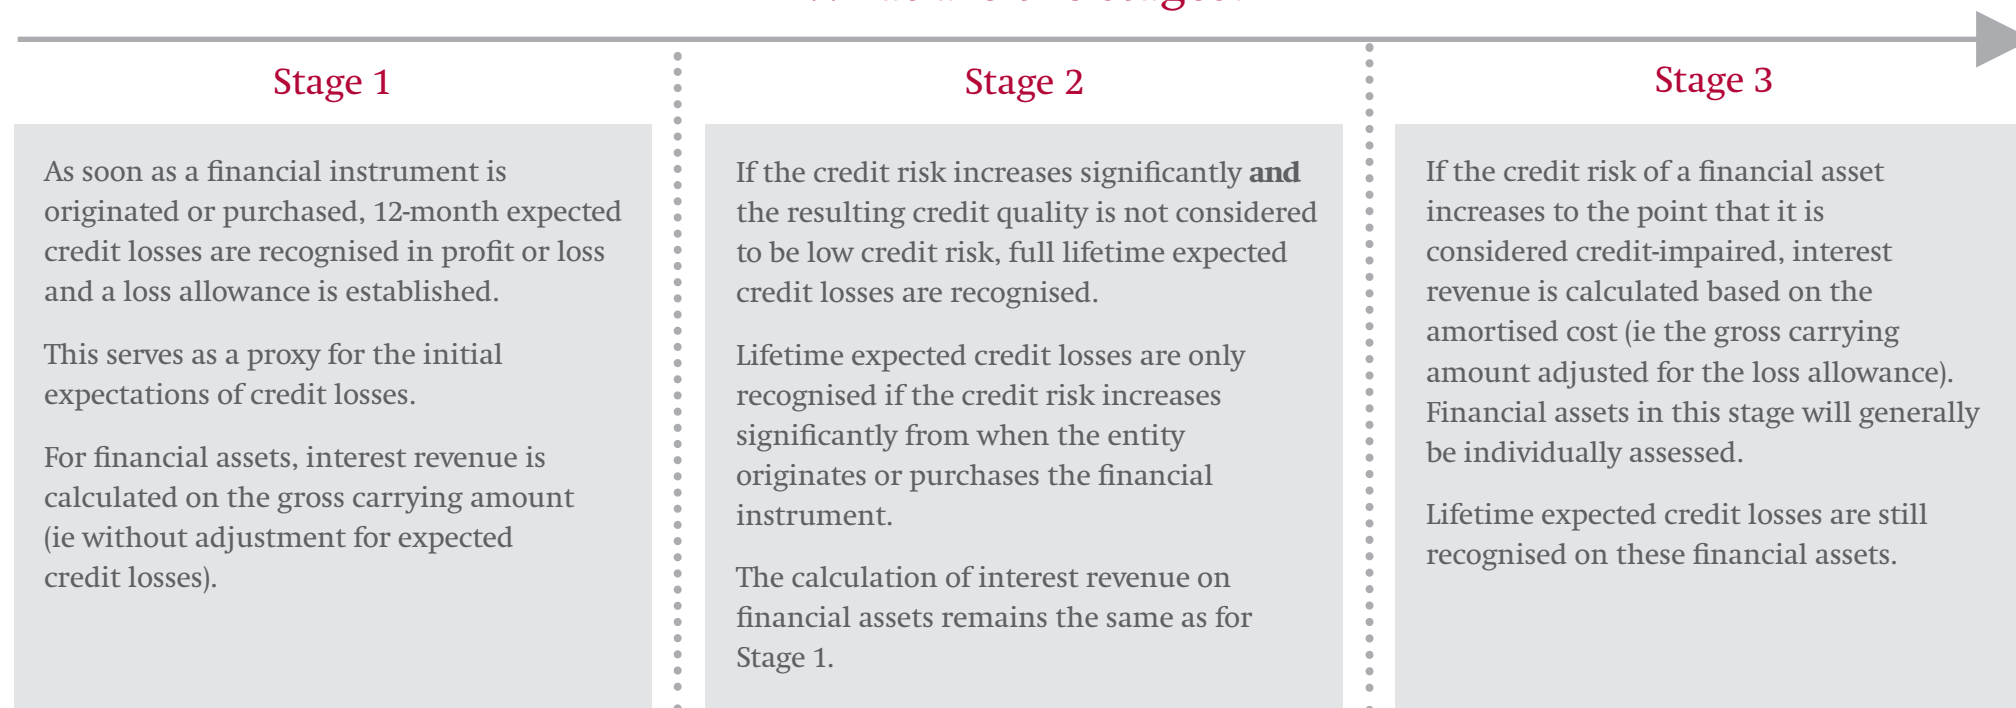 Stage 1
As soon as a financial instrument is
originated or purchased, 12-month expected
credit losses are recognised in profit or loss
and a loss allowance is established.
This serves as a proxy for the initial
expectations of credit losses.
For financial assets, interest revenue is
calculated on the gross carrying amount
(ie without adjustment for expected
credit losses).
Stage 2
If the credit risk increases significantly and
the resulting credit quality is not considered
to be low credit risk, full lifetime expected
credit losses are recognised.
Lifetime expected credit losses are only
recognised if the credit risk increases
significantly from when the entity
originates or purchases the financial
instrument.
The calculation of interest revenue on
financial assets remains the same as for
Stage 1.
Stage 3
If the credit risk of a financial asset
increases to the point that it is
considered credit-impaired, interest
revenue is calculated based on the
amortised cost (ie the gross carrying
amount adjusted for the loss allowance).
Financial assets in this stage will generally
be individually assessed.
Lifetime expected credit losses are still
recognised on these financial assets.